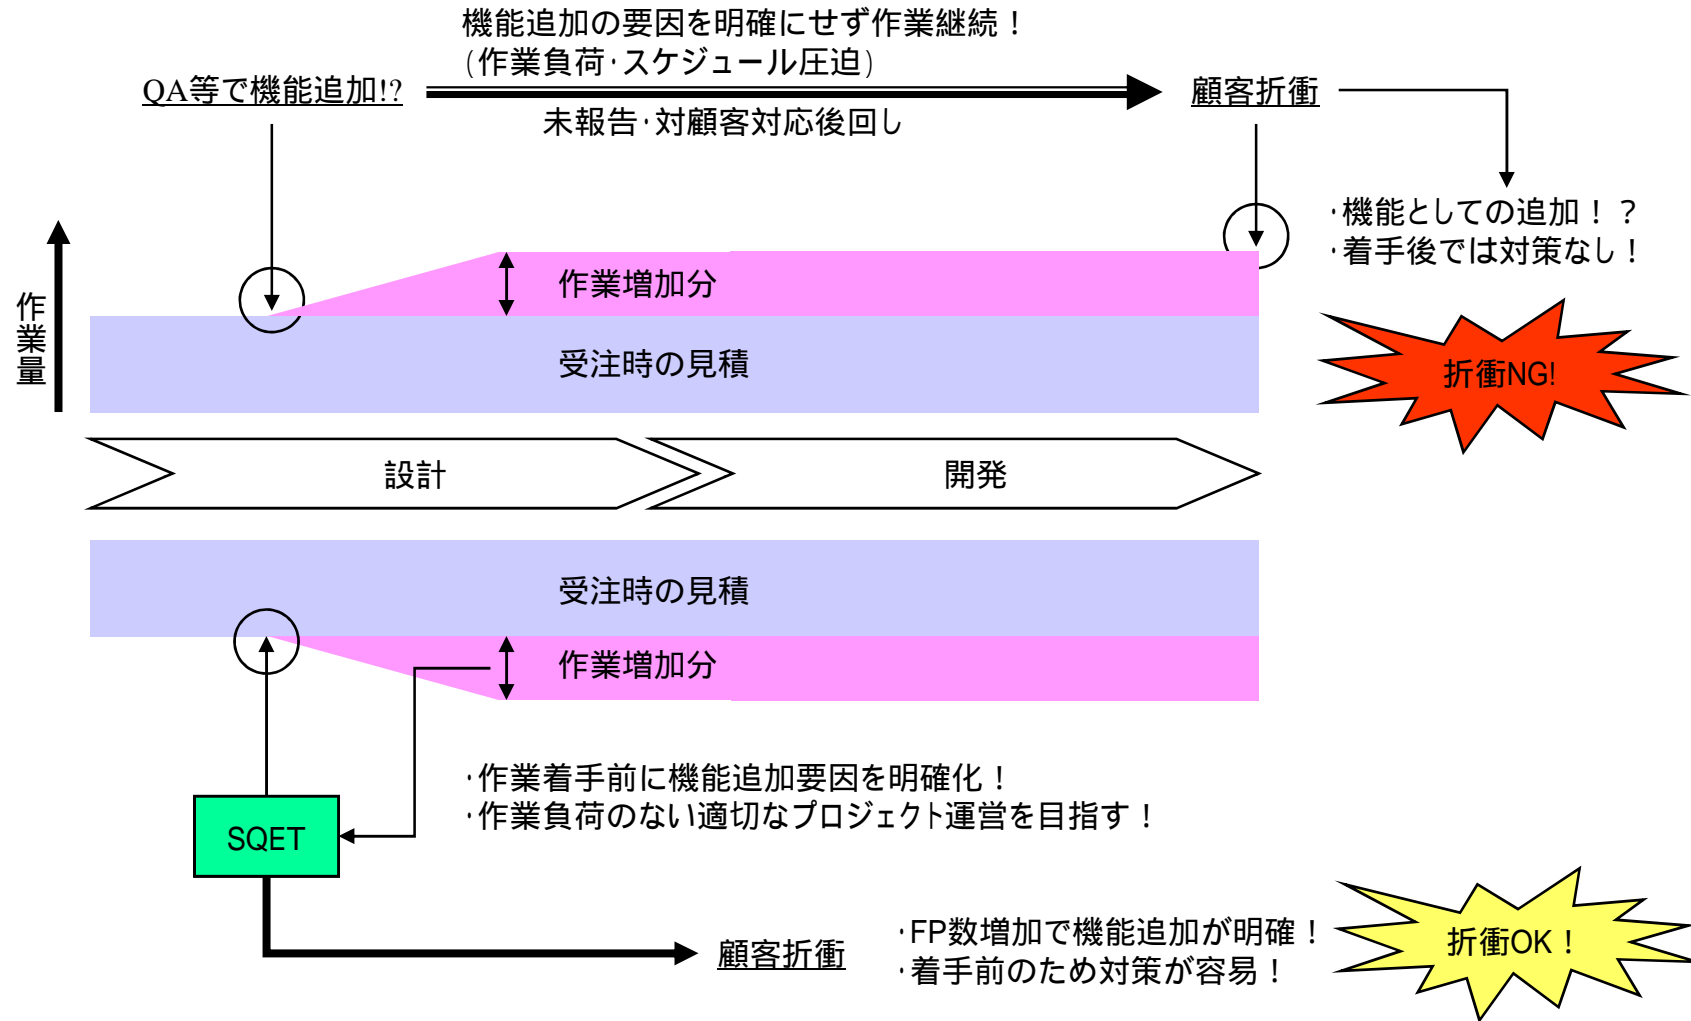 機能追加の要因を明確にせず作業継続！
(作業負荷･スケジュール圧迫)
QA等で機能追加!?
顧客折衝
未報告･対顧客対応後回し
･機能としての追加！？
･着手後では対策なし！
作業量
作業増加分
受注時の見積
折衝NG!
設計
開発
受注時の見積
作業増加分
･作業着手前に機能追加要因を明確化！
･作業負荷のない適切なプロジェクト運営を目指す！
SQET
顧客折衝
･FP数増加で機能追加が明確！
･着手前のため対策が容易！
折衝OK！